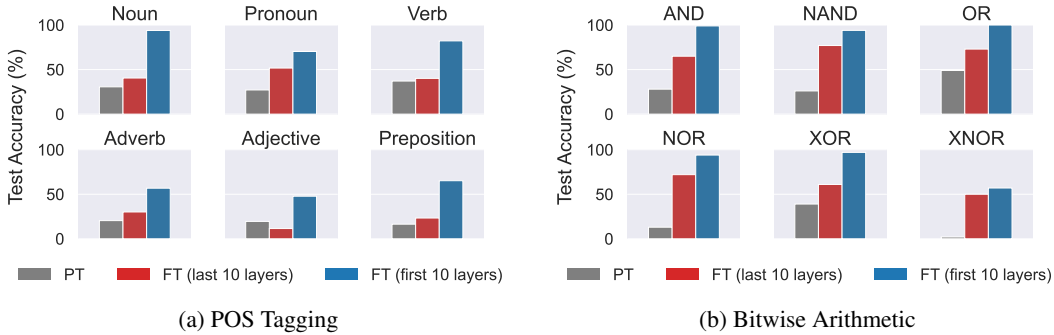 Noun Pronoun Verb
100
50
0
Test Accuracy (%)
Adverb Adjective Preposition
100
50
0
PT FT (last 10 layers) FT (first 10 layers)
(a) POS Tagging
AND NAND OR
100
50
0
Test Accuracy (%)
NOR XOR XNOR
100
50
0
PT FT (last 10 layers) FT (first 10 layers)
(b) Bitwise Arithmetic